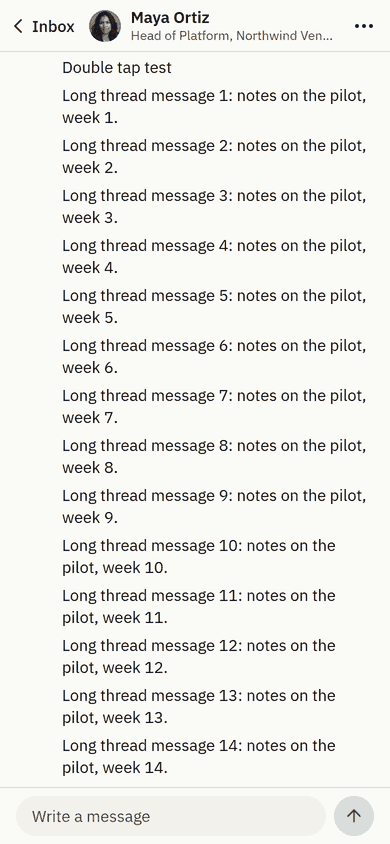 Inbox
Maya Ortiz
Head of Platform, Northwind Ven...
Double tap test
Long thread message 1: notes on the pilot,
week 1.
Long thread message 2: notes on the pilot,
week 2.
Long thread message 3: notes on the pilot,
week 3.
Long thread message 4: notes on the pilot,
week 4.
Long thread message 5: notes on the pilot,
week 5.
Long thread message 6: notes on the pilot,
week 6.
Long thread message 7: notes on the pilot,
week 7.
Long thread message 8: notes on the pilot,
week 8.
Long thread message 9: notes on the pilot,
week 9.
Long thread message 10: notes on the
pilot, week 10.
Long thread message 11: notes on the
pilot, week 11.
Long thread message 12: notes on the
pilot, week 12.
Long thread message 13: notes on the
pilot, week 13.
Long thread message 14: notes on the
pilot, week 14.
Write a message